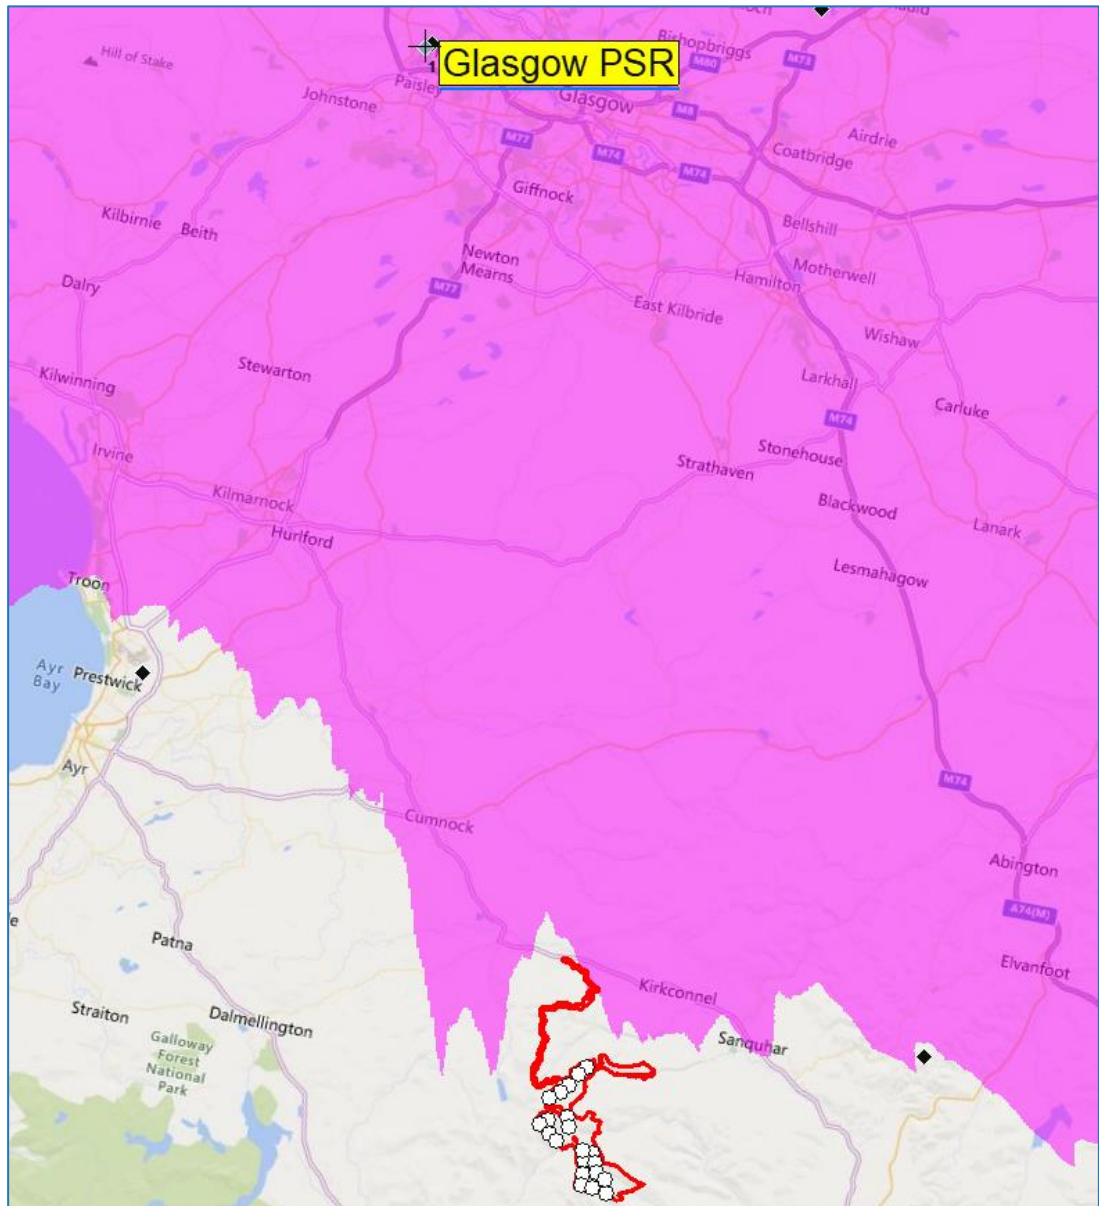 Hill of Stake
1
Glasgow PSR
Bishopbriggs
M80
M73
Paisley
Johnstone
Glasgow
M8
M77
M74
M74
Airdrie
Coatbridge
Giffnock
Kilbirnie
Beith
Bellshill
Newton
Mearns
Motherwell
Hamilton
Dalry
M77
East Kilbride
Wishaw
Stewarton
Kilwinning
Larkhall
Carluke
M74
Irvine
Stonehouse
Strathaven
Kilmarnock
Blackwood
Lanark
Hurlford
Lesmahagow
Troon
Ayr
Bay
Prestwick
Ayr
M74
Cumnock
Abington
A74(M)
Patna
Elvanfoot
Kirkconnel
Straiton
Dalmellington
Sanquhar
Galloway
Forest
National
Park